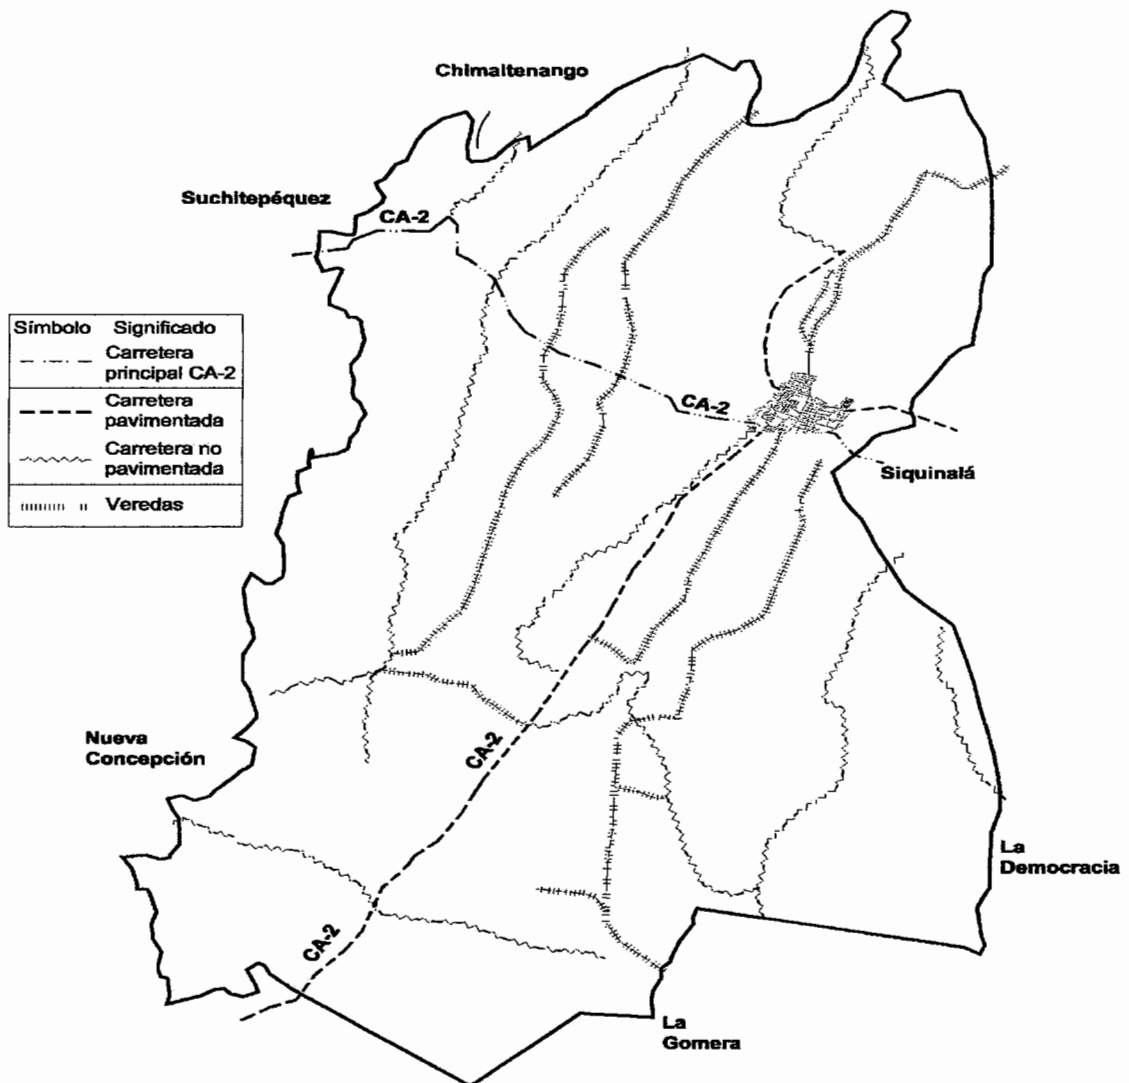 Chimaltenango
Suchitepéquez
CA-2
Símbolo Significado
Carretera
principal CA-2
Carretera
pavimentada
Carretera no
pavimentada
Veredas
CA-2
Siquinalá
Nueva
Concepción
CA-2
La
Democracia
CA-2
La
Gomera